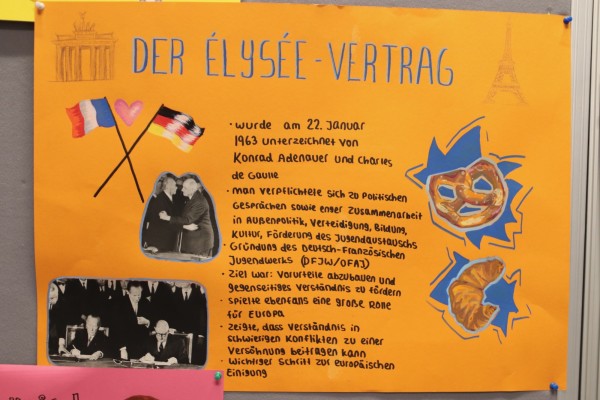 DER ÉLYSÉE-VERTRAG
• wurde am 22. Januar
1963 unterzeichnet von
Konrad Adenauer und Charles
de Gaulle
• man verpflichtete sich zu Politischen
Gesprächen sowie enger Zusammenarbeit
in Außenpolitik, Verteidigung, Bildung,
Kultur, Förderung des Jugendaustauschs
• Gründung des Deutsch-Französischen
Jugendwerks (DFJW/OFAJ)
• Ziel war: Vorurteile abzubauen und
gegenseitiges Verständnis zu fördern
• spielte ebenfalls eine große Rolle
für Europa
• zeigte, dass Verständnis in
schwierigen Konflikten zu einer
Versöhnung beitragen kann
• Wichtiger Schritt zur europäischen
Einigung